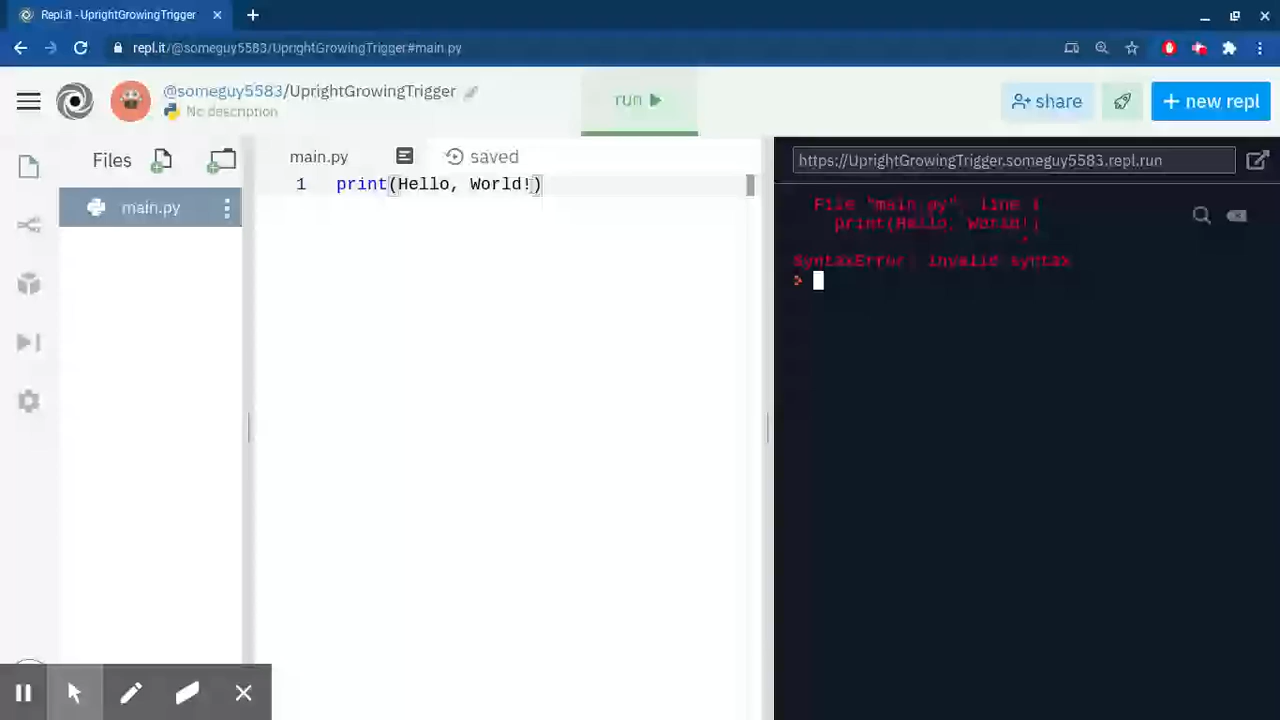 Repl.it - UprightGrowingTrigger
repl.it/@someguy5583/UprightGrowingTrigger#main.py
@someguy5583/UprightGrowingTrigger
No description
run
share
+ new repl
Files
main.py
saved
main.py
1 print(Hello, World!)
https://UprightGrowingTrigger.someguy5583.repl.run
File "main.py", line 1
print(Hello, World!)
^
SyntaxError: invalid syntax
>